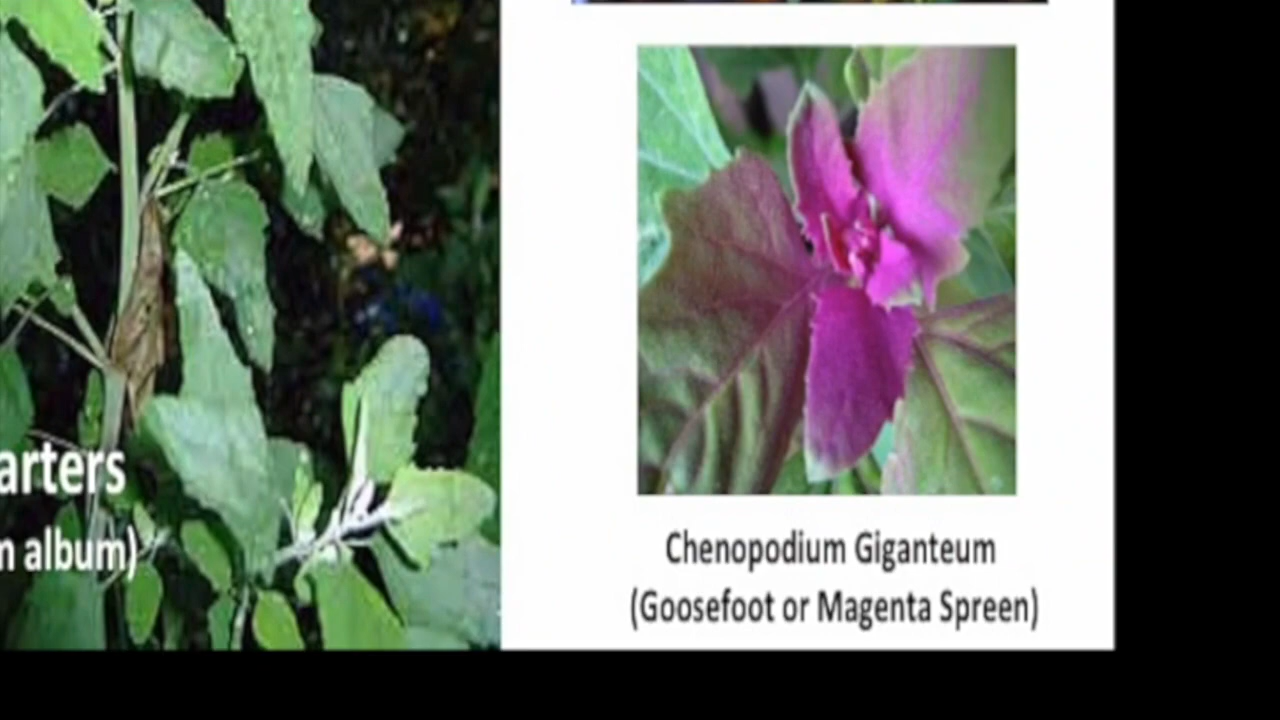 arters
m album)
Chenopodium Giganteum
(Goosefoot or Magenta Spreen)